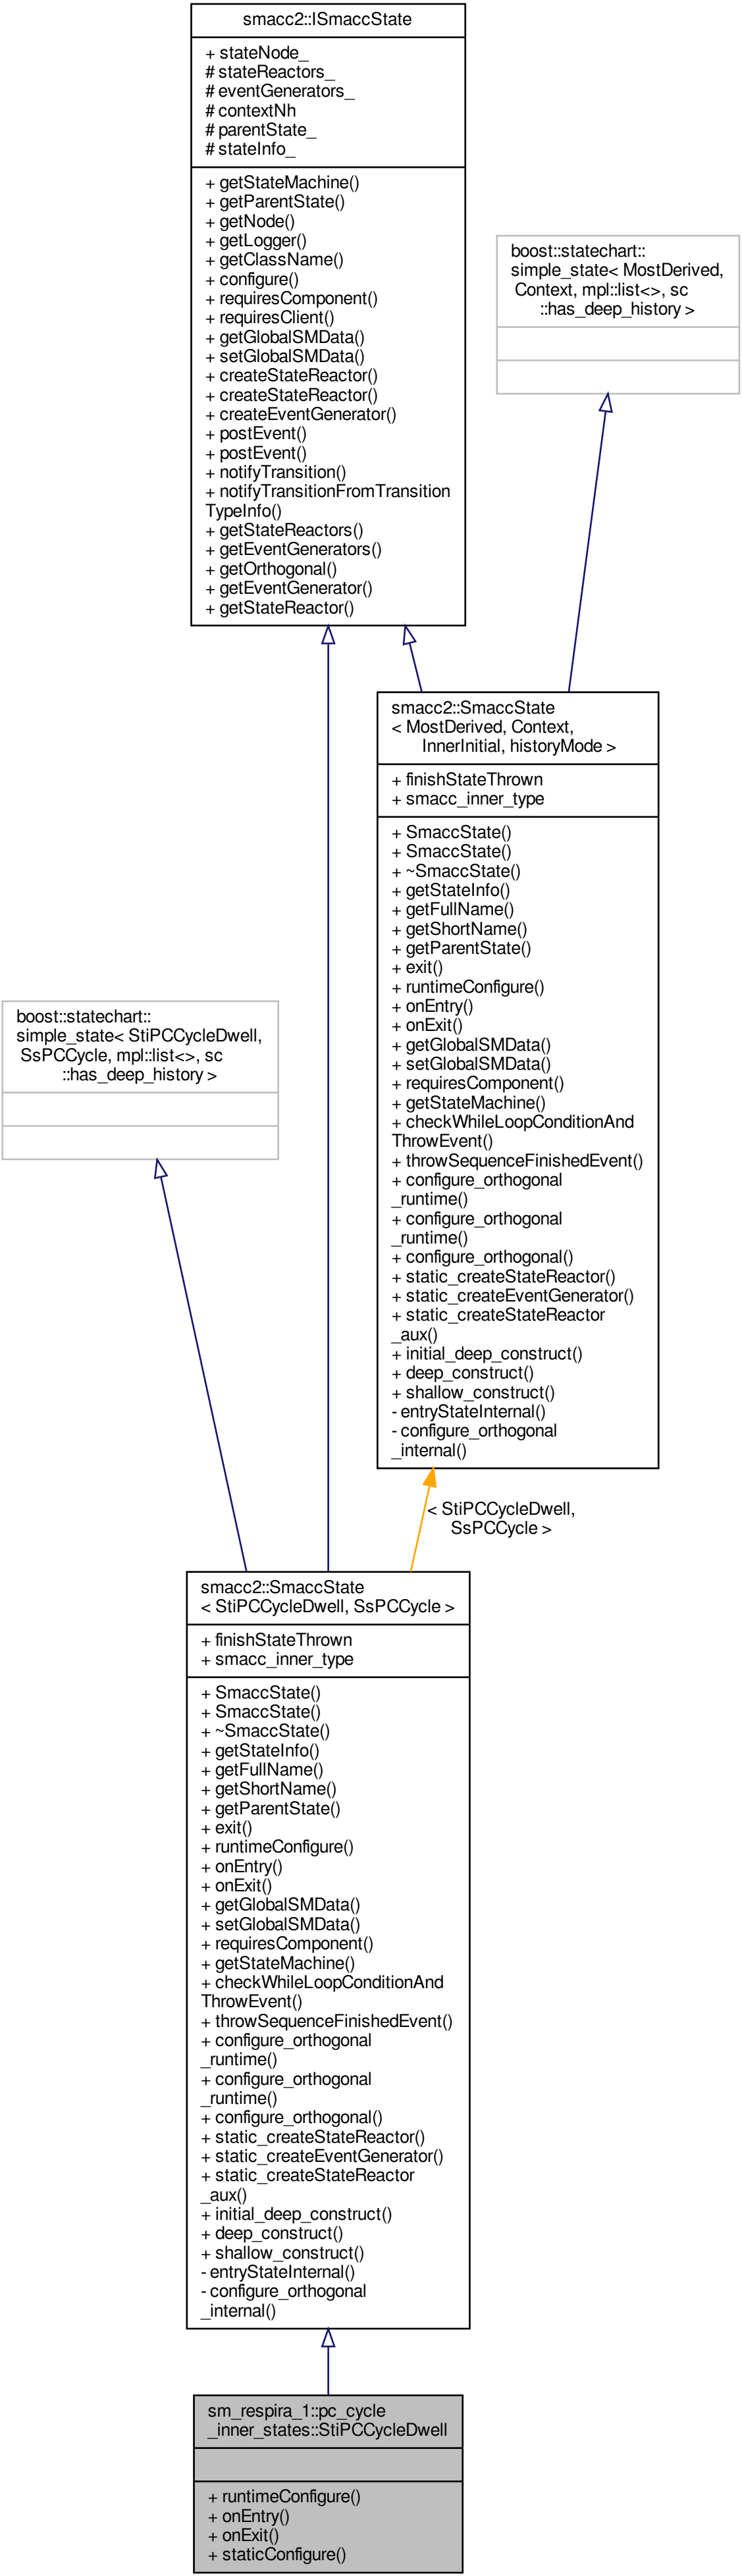 smacc2::ISmaccState
+ stateNode_
# stateReactors_
# eventGenerators_
# contextNh
# parentState_
# stateInfo_
+ getStateMachine()
+ getParentState()
+ getNode()
+ getLogger()
+ getClassName()
+ configure()
+ requiresComponent()
+ requiresClient()
+ getGlobalSMData()
+ setGlobalSMData()
+ createStateReactor()
+ createStateReactor()
+ createEventGenerator()
+ postEvent()
+ postEvent()
+ notifyTransition()
+ notifyTransitionFromTransition
TypeInfo()
+ getStateReactors()
+ getEventGenerators()
+ getOrthogonal()
+ getEventGenerator()
+ getStateReactor()
boost::statechart::
simple_state< MostDerived,
Context, mpl::list<>, sc
::has_deep_history >
smacc2::SmaccState
< MostDerived, Context,
InnerInitial, historyMode >
+ finishStateThrown
+ smacc_inner_type
+ SmaccState()
+ SmaccState()
+ ~SmaccState()
+ getStateInfo()
+ getFullName()
+ getShortName()
+ getParentState()
+ exit()
+ runtimeConfigure()
+ onEntry()
+ onExit()
+ getGlobalSMData()
+ setGlobalSMData()
+ requiresComponent()
+ getStateMachine()
+ checkWhileLoopConditionAnd
ThrowEvent()
+ throwSequenceFinishedEvent()
+ configure_orthogonal
_runtime()
+ configure_orthogonal
_runtime()
+ configure_orthogonal()
+ static_createStateReactor()
+ static_createEventGenerator()
+ static_createStateReactor
_aux()
+ initial_deep_construct()
+ deep_construct()
+ shallow_construct()
- entryStateInternal()
- configure_orthogonal
_internal()
boost::statechart::
simple_state< StiPCCycleDwell,
SsPCCycle, mpl::list<>, sc
::has_deep_history >
< StiPCCycleDwell,
SsPCCycle >
smacc2::SmaccState
< StiPCCycleDwell, SsPCCycle >
+ finishStateThrown
+ smacc_inner_type
+ SmaccState()
+ SmaccState()
+ ~SmaccState()
+ getStateInfo()
+ getFullName()
+ getShortName()
+ getParentState()
+ exit()
+ runtimeConfigure()
+ onEntry()
+ onExit()
+ getGlobalSMData()
+ setGlobalSMData()
+ requiresComponent()
+ getStateMachine()
+ checkWhileLoopConditionAnd
ThrowEvent()
+ throwSequenceFinishedEvent()
+ configure_orthogonal
_runtime()
+ configure_orthogonal
_runtime()
+ configure_orthogonal()
+ static_createStateReactor()
+ static_createEventGenerator()
+ static_createStateReactor
_aux()
+ initial_deep_construct()
+ deep_construct()
+ shallow_construct()
- entryStateInternal()
- configure_orthogonal
_internal()
sm_respira_1::pc_cycle
_inner_states::StiPCCycleDwell
+ runtimeConfigure()
+ onEntry()
+ onExit()
+ staticConfigure()